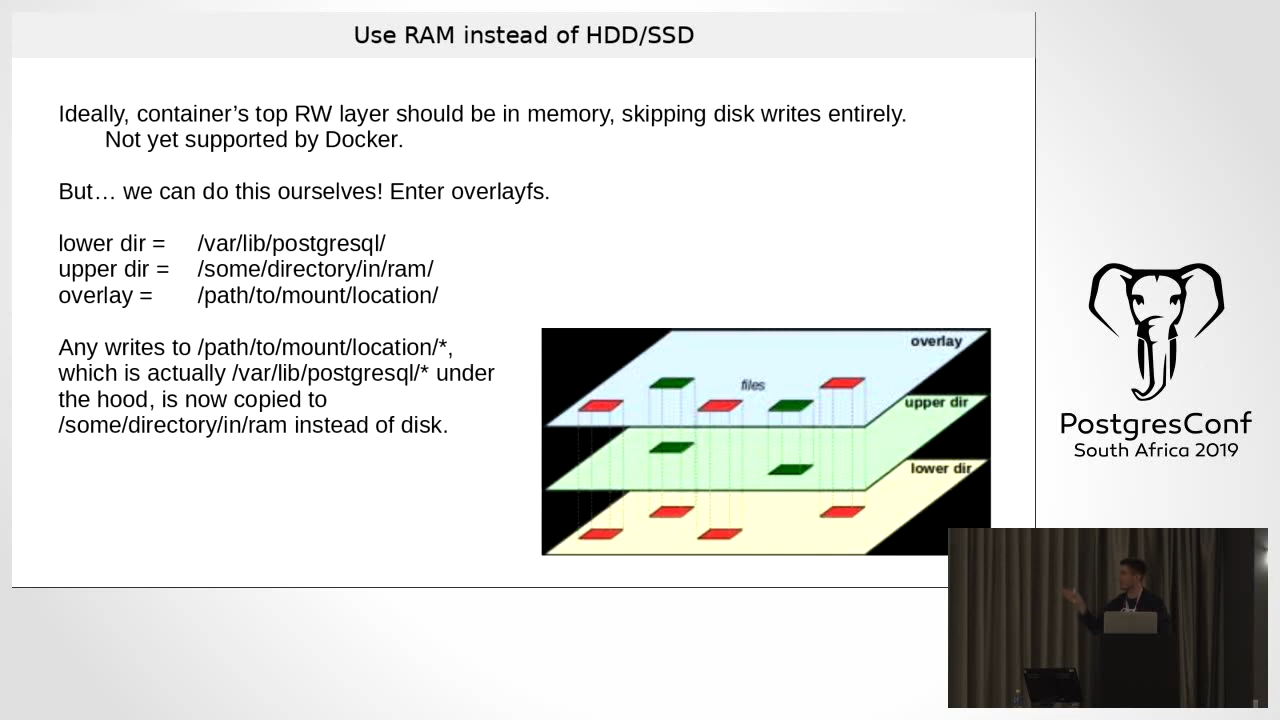 Use RAM instead of HDD/SSD
Ideally, container’s top RW layer should be in memory, skipping disk writes entirely.
Not yet supported by Docker.
But… we can do this ourselves! Enter overlayfs.
lower dir = /var/lib/postgresql/
upper dir = /some/directory/in/ram/
overlay = /path/to/mount/location/
Any writes to /path/to/mount/location/*,
which is actually /var/lib/postgresql/* under
the hood, is now copied to
/some/directory/in/ram instead of disk.
overlay
files
upper dir
lower dir
PostgresConf
South Africa 2019